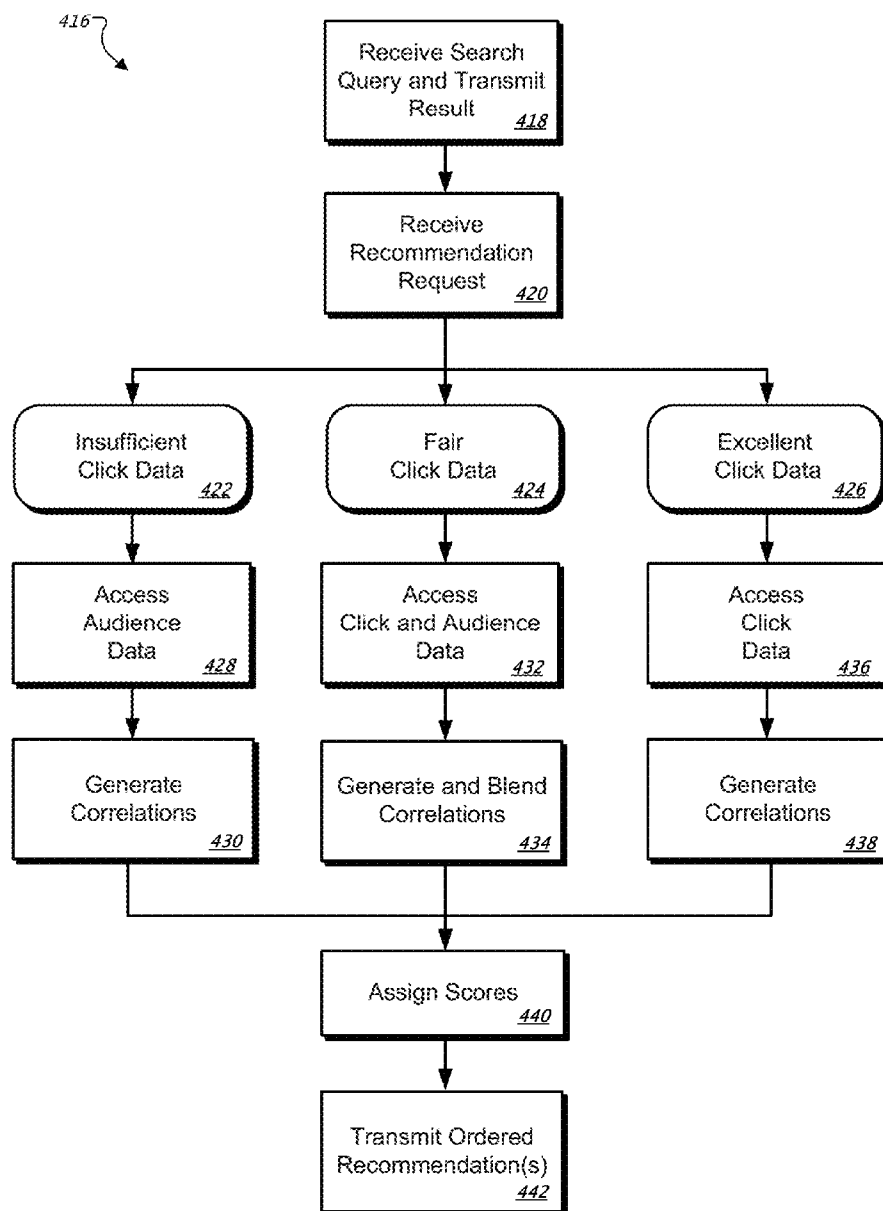 416
Receive Search
Query and Transmit
Result
418
Receive
Recommendation
Request
420
Insufficient
Click Data
422
Fair
Click Data
424
Excellent
Click Data
426
Access
Audience
Data
428
Access
Click and Audience
Data
432
Access
Click
Data
436
Generate
Correlations
430
Generate and Blend
Correlations
434
Generate
Correlations
438
Assign Scores
440
Transmit Ordered
Recommendation(s)
442